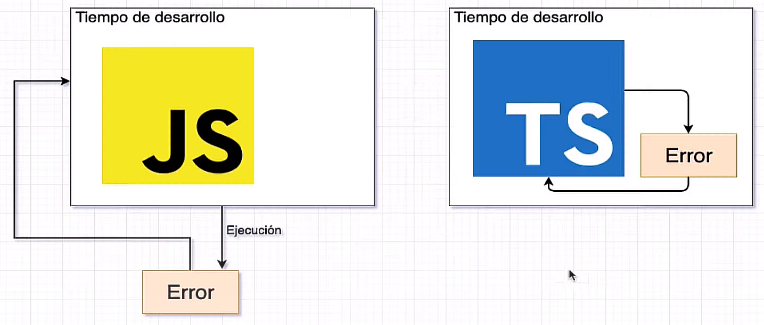 Tiempo de desarrollo
JS
Ejecución
Error
Tiempo de desarrollo
TS
Error